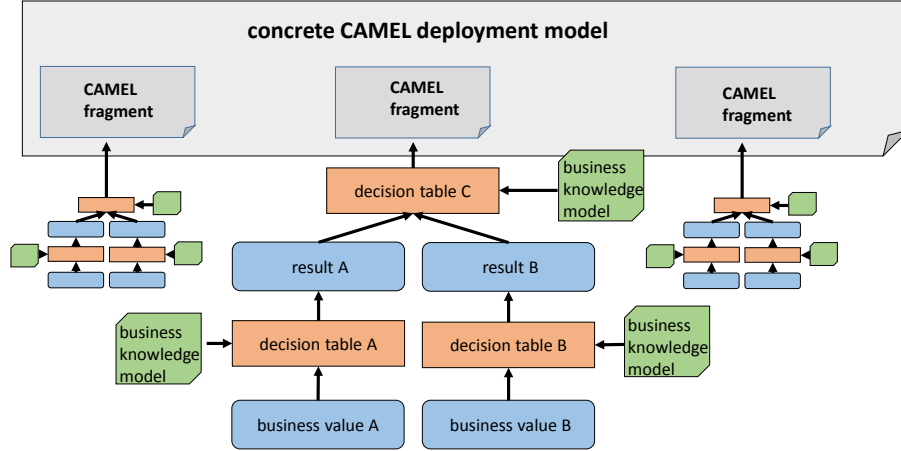 concrete CAMEL deployment model
CAMEL
fragment
CAMEL
fragment
CAMEL
fragment
decision table C
business
knowledge
model
result A
result B
business
knowledge
model
decision table A
decision table B
business
knowledge
model
business value A
business value B